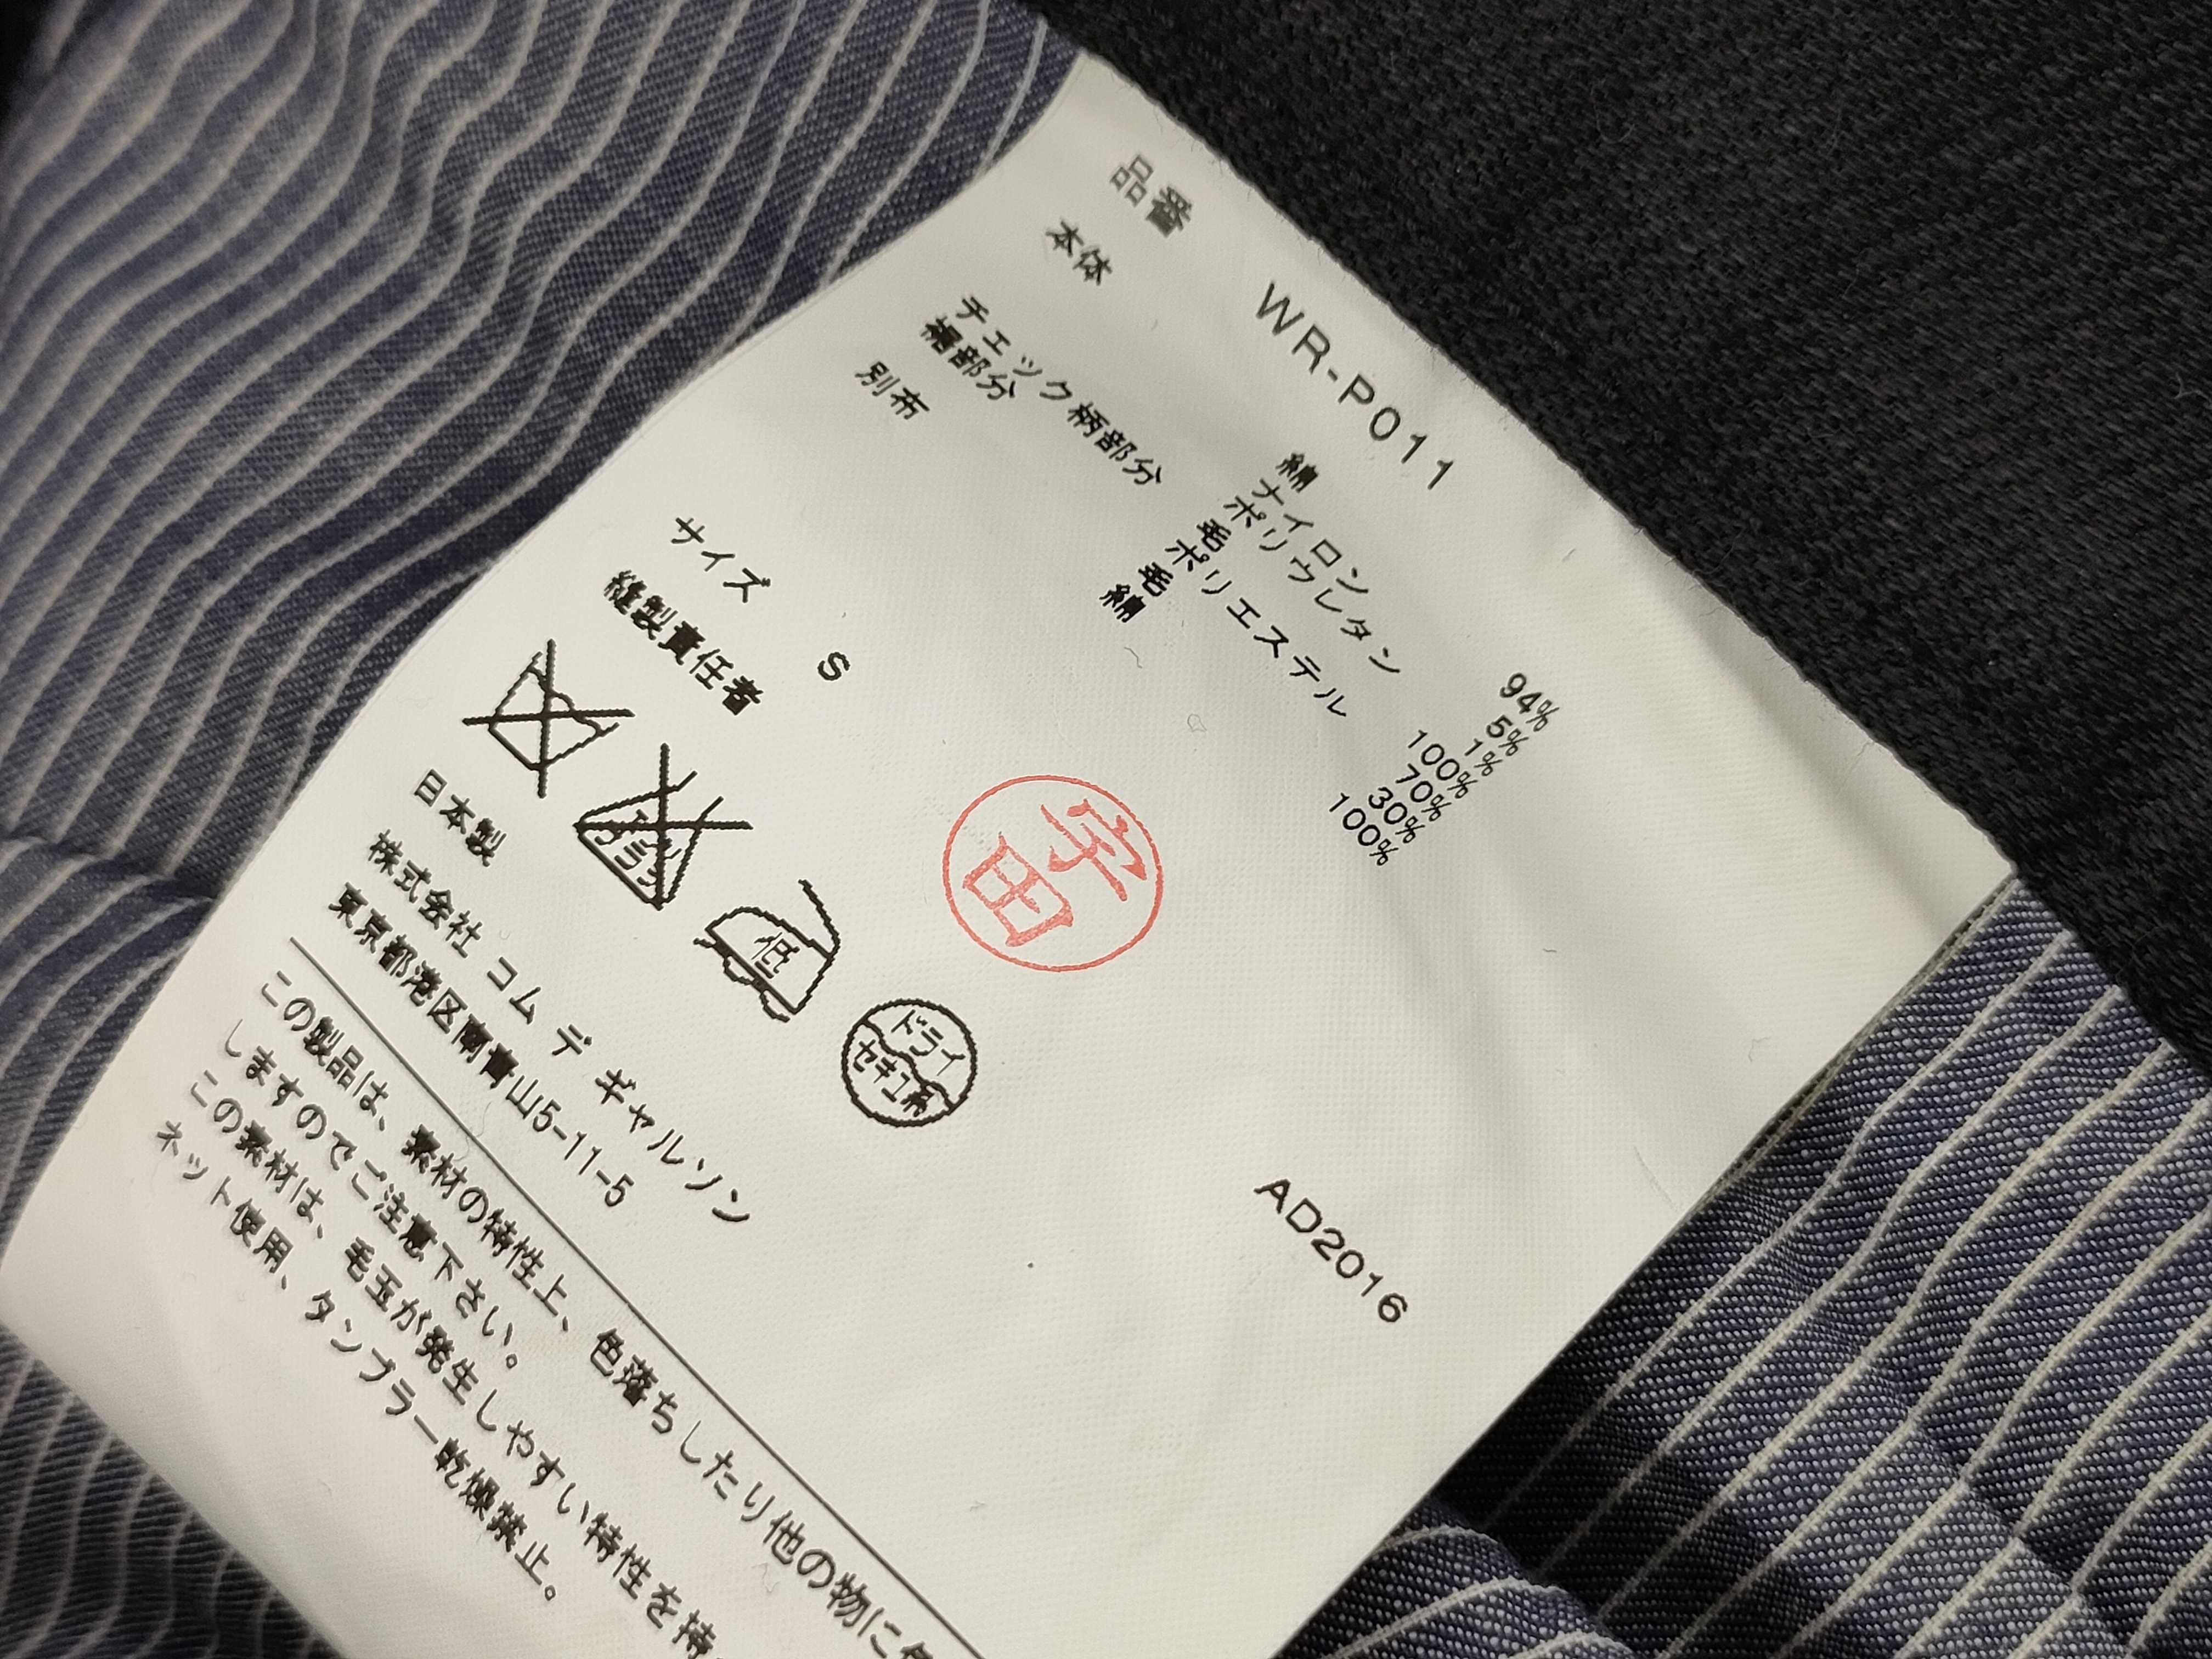 品番 WR-P011
本体 綿 94%
ナイロン 5%
ポリウレタン 1%
チェック柄部分 毛 100%
裾部分 毛 70%
ポリエステル 30%
別布 綿 100%
サイズ S
縫製責任者 宇田
エンソサラシ
低
ドライ
セキユ系
日本製 AD2016
株式会社 コム デ ギャルソン
東京都港区南青山5-11-5
この製品は、素材の特性上、色落ちしたり他の物に
しますのでご注意下さい。
この素材は、毛玉が発生しやすい特性を持
ネット使用、タンブラー乾燥禁止。